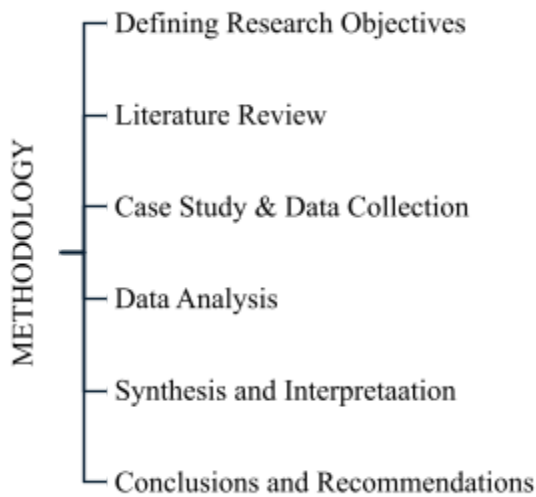 METHODOLOGY
Defining Research Objectives
Literature Review
Case Study & Data Collection
Data Analysis
Synthesis and Interpretaation
Conclusions and Recommendations